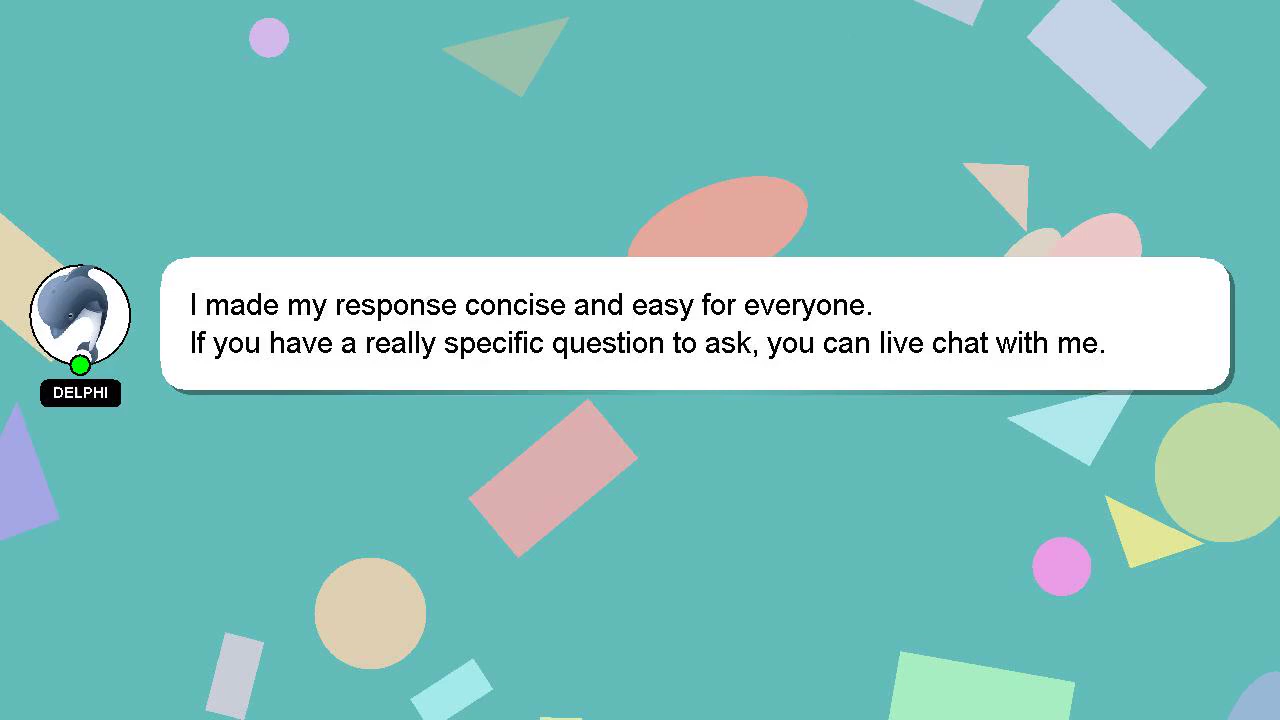 I made my response concise and easy for everyone.
If you have a really specific question to ask, you can live chat with me.
DELPHI